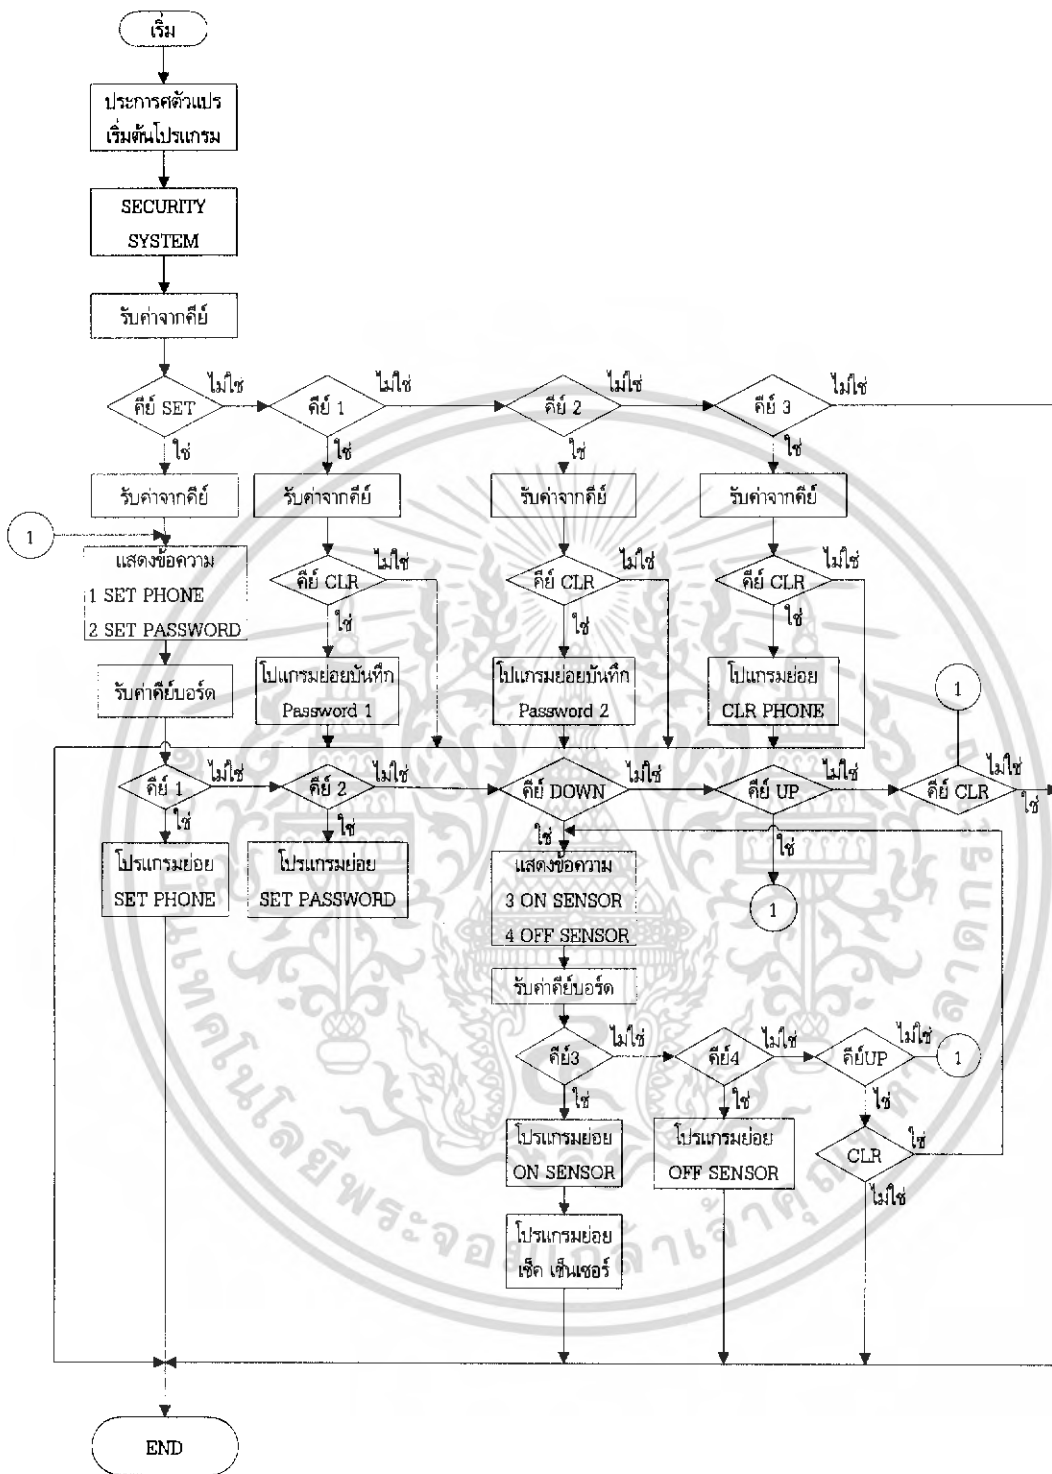 เริ่ม
ประการศตัวแปร
เริ่มต้นโปรแกรม
SECURITY
SYSTEM
รับค่าจากคีย์
คีย์ SET
ไม่ใช่
คีย์ 1
ไม่ใช่
คีย์ 2
ไม่ใช่
คีย์ 3
ไม่ใช่
ใช่
ใช่
ใช่
ใช่
รับค่าจากคีย์
รับค่าจากคีย์
รับค่าจากคีย์
รับค่าจากคีย์
1
แสดงข้อความ
1 SET PHONE
2 SET PASSWORD
คีย์ CLR
ไม่ใช่
คีย์ CLR
ไม่ใช่
คีย์ CLR
ไม่ใช่
ใช่
ใช่
ใช่
รับค่าคีย์บอร์ด
โปแกรมย่อยบันทึก
Password 1
โปแกรมย่อยบันทึก
Password 2
โปแกรมย่อย
CLR PHONE
1
คีย์ 1
ไม่ใช่
คีย์ 2
ไม่ใช่
คีย์ DOWN
ไม่ใช่
คีย์ UP
ไม่ใช่
คีย์ CLR
ไม่ใช่
ใช่
ใช่
ใช่
ใช่
ใช่
โปรแกรมย่อย
SET PHONE
โปรแกรมย่อย
SET PASSWORD
แสดงข้อความ
3 ON SENSOR
4 OFF SENSOR
1
รับค่าคีย์บอร์ด
คีย์3
ไม่ใช่
คีย์4
ไม่ใช่
คีย์UP
ไม่ใช่
1
ใช่
ใช่
ใช่
โปรแกรมย่อย
ON SENSOR
โปรแกรมย่อย
OFF SENSOR
CLR
ใช่
ไม่ใช่
โปรแกรมย่อย
เช็ค เซ็นเซอร์
END